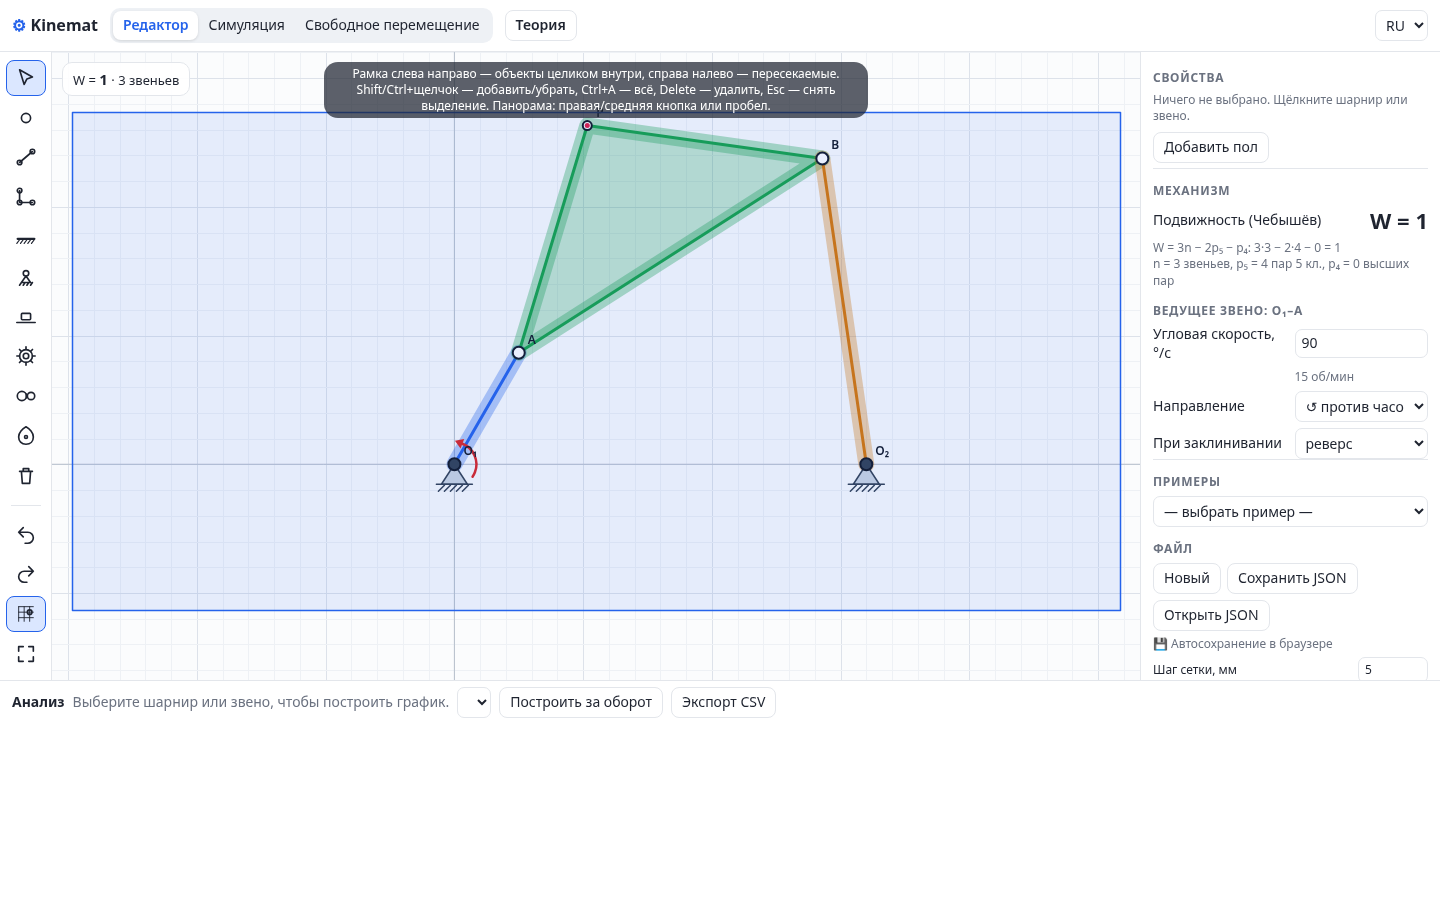 Kinemat
Редактор
Симуляция
Свободное перемещение
Теория
RU
W = 1 · 3 звеньев
Рамка слева направо — объекты целиком внутри, справа налево — пересекаемые.
Shift/Ctrl+щелчок — добавить/убрать, Ctrl+A — всё, Delete — удалить, Esc — снять
выделение. Панорама: правая/средняя кнопка или пробел.
B
A
O₁
O₂
СВОЙСТВА
Ничего не выбрано. Щёлкните шарнир или
звено.
Добавить пол
МЕХАНИЗМ
Подвижность (Чебышёв)
W = 1
W = 3n − 2p₅ − p₄: 3·3 − 2·4 − 0 = 1
n = 3 звеньев, p₅ = 4 пар 5 кл., p₄ = 0 высших
пар
ВЕДУЩЕЕ ЗВЕНО: O₁–A
Угловая скорость,
°/с
90
15 об/мин
Направление
↺ против часо
При заклинивании
реверс
ПРИМЕРЫ
— выбрать пример —
ФАЙЛ
Новый
Сохранить JSON
Открыть JSON
💾 Автосохранение в браузере
Шаг сетки, мм
5
Анализ
Выберите шарнир или звено, чтобы построить график.
Построить за оборот
Экспорт CSV